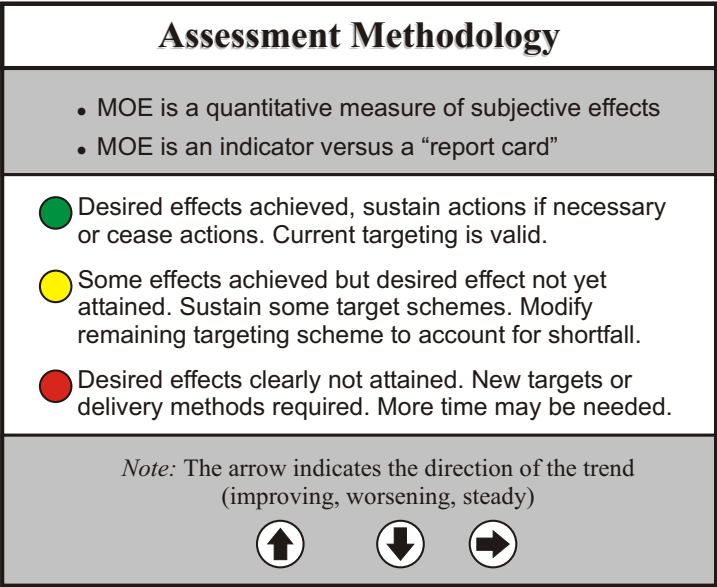 Assessment Methodology
• MOE is a quantitative measure of subjective effects
• MOE is an indicator versus a “report card”
Desired effects achieved, sustain actions if necessary
or cease actions. Current targeting is valid.
Some effects achieved but desired effect not yet
attained. Sustain some target schemes. Modify
remaining targeting scheme to account for shortfall.
Desired effects clearly not attained. New targets or
delivery methods required. More time may be needed.
Note: The arrow indicates the direction of the trend
(improving, worsening, steady)